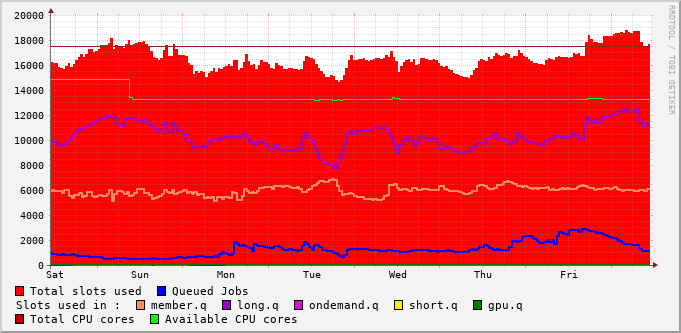 20000
18000
16000
14000
12000
10000
8000
6000
4000
2000
0
Sat Sun Mon Tue Wed Thu Fri
RRDTOOL / TOBI OETIKER
Total slots used Queued Jobs
Slots used in : member.q long.q ondemand.q short.q gpu.q
Total CPU cores Available CPU cores